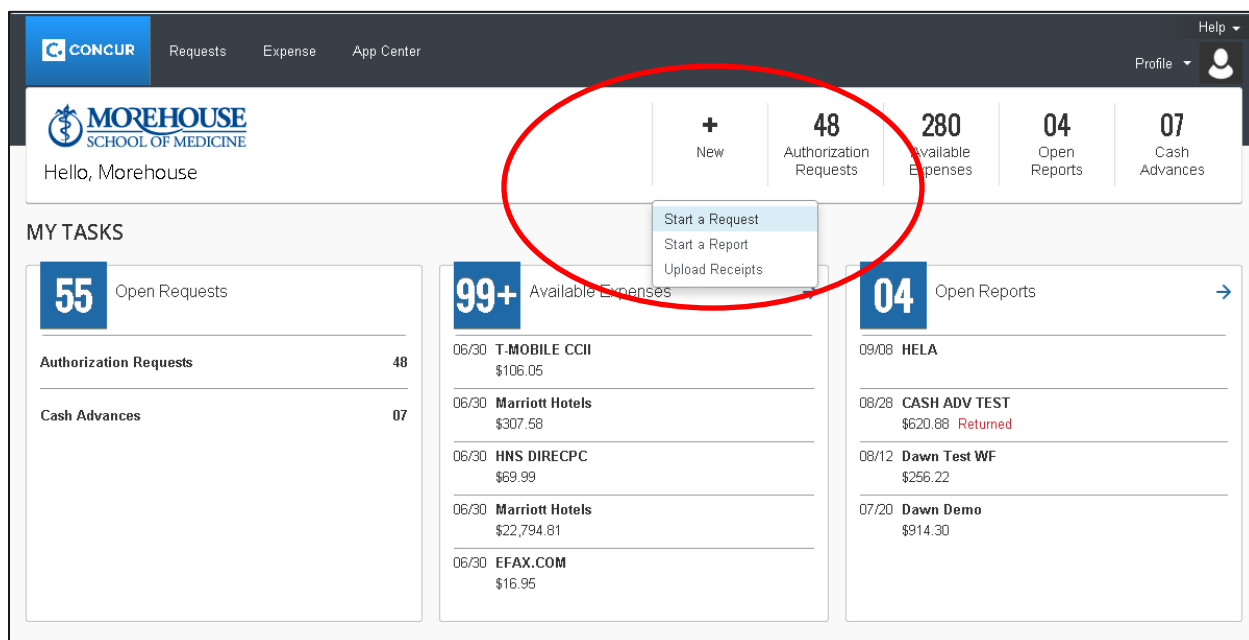 Help
C. CONCUR
Requests
Expense
App Center
Profile
MOREHOUSE
SCHOOL OF MEDICINE
Hello, Morehouse
+
New
48
Authorization
Requests
280
Available
Expenses
04
Open
Reports
07
Cash
Advances
Start a Request
Start a Report
Upload Receipts
MY TASKS
55 Open Requests
Authorization Requests 48
Cash Advances 07
99+ Available Expenses
06/30 T-MOBILE CCII
$106.05
06/30 Marriott Hotels
$307.58
06/30 HNS DIRECPC
$69.99
06/30 Marriott Hotels
$22,794.81
06/30 EFAX.COM
$16.95
04 Open Reports
09/08 HELA
08/28 CASH ADV TEST
$620.88 Returned
08/12 Dawn Test WF
$256.22
07/20 Dawn Demo
$914.30